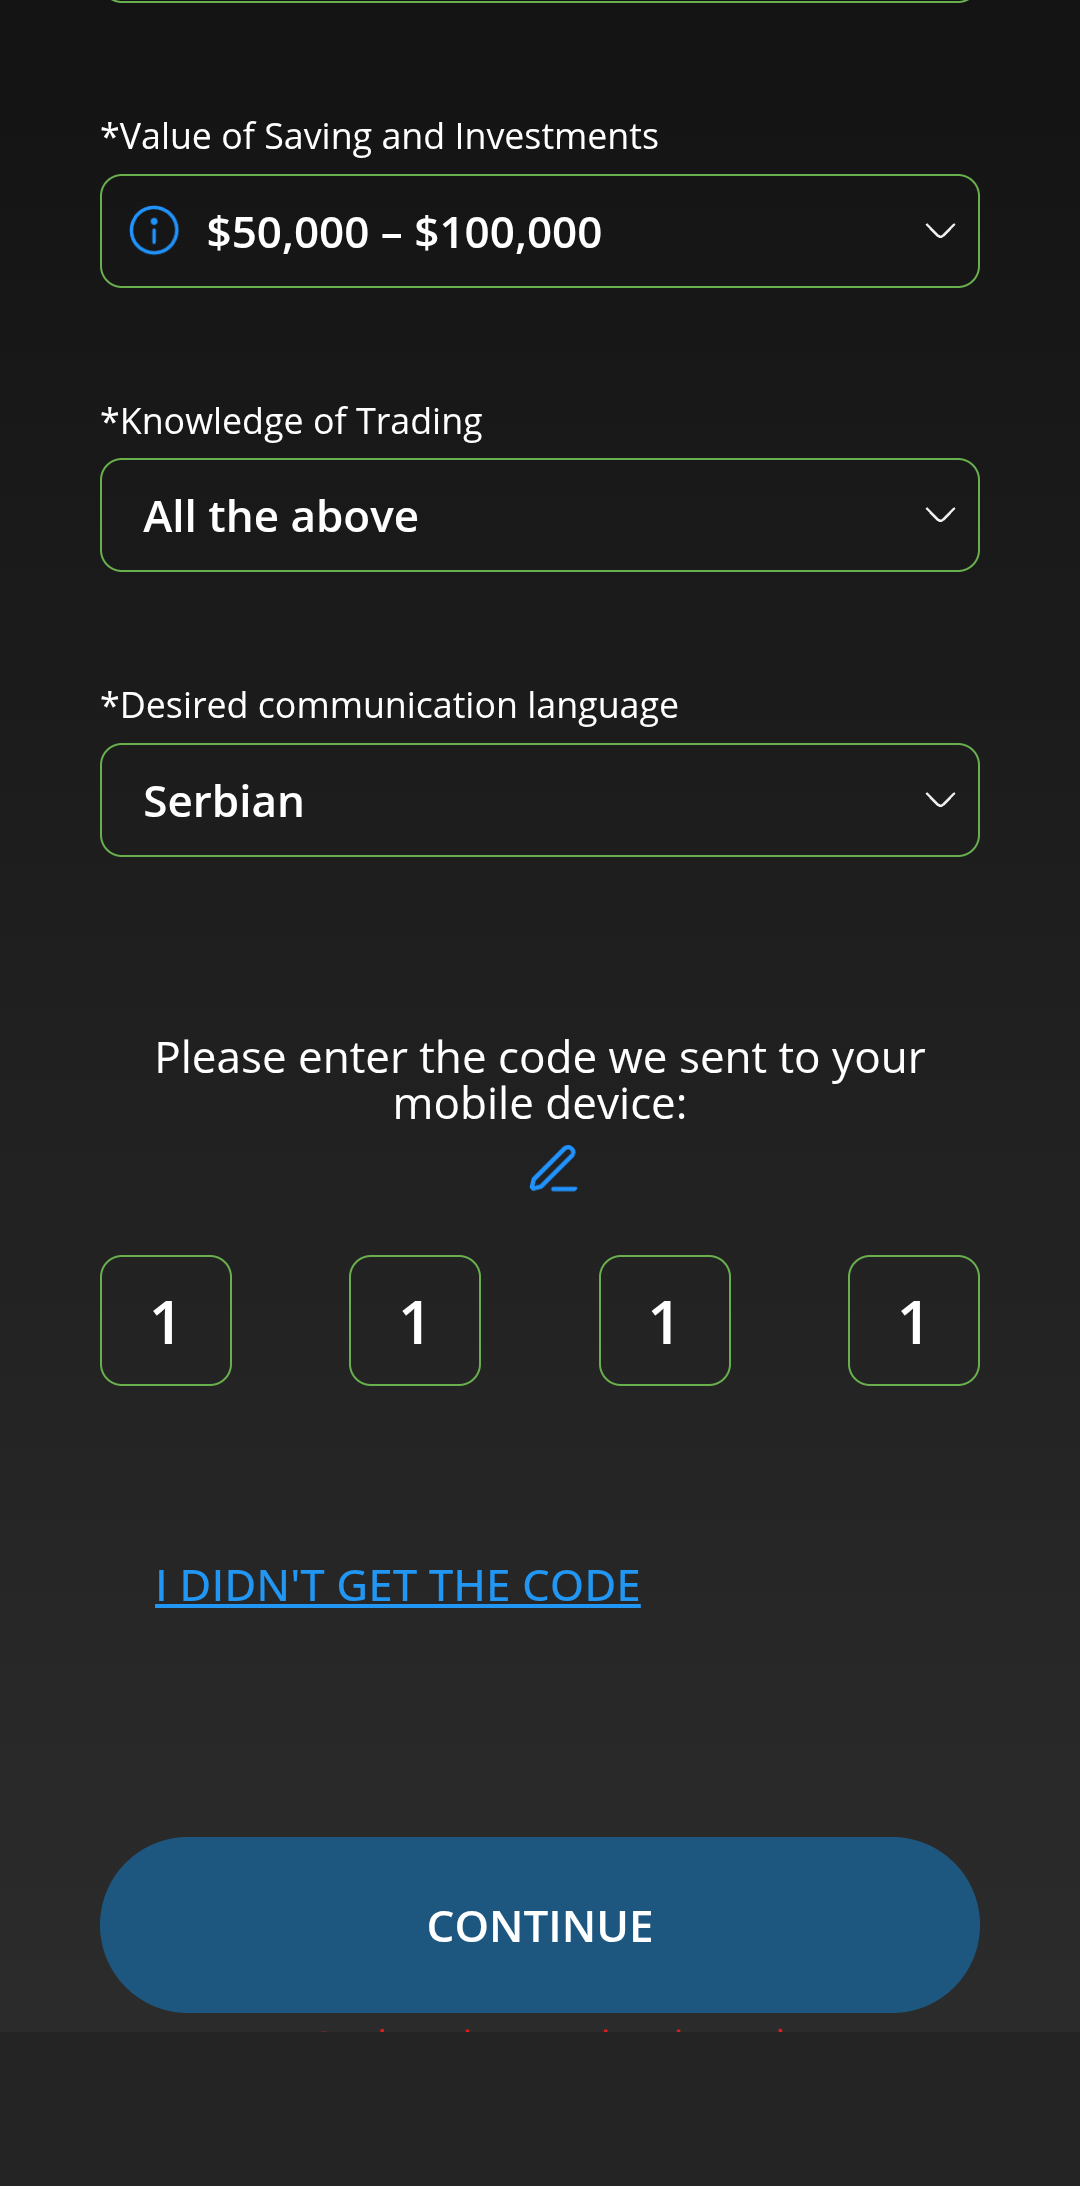 *Value of Saving and Investments
$50,000 – $100,000
*Knowledge of Trading
All the above
*Desired communication language
Serbian
Please enter the code we sent to your
mobile device:
1 1 1 1
I DIDN'T GET THE CODE
CONTINUE